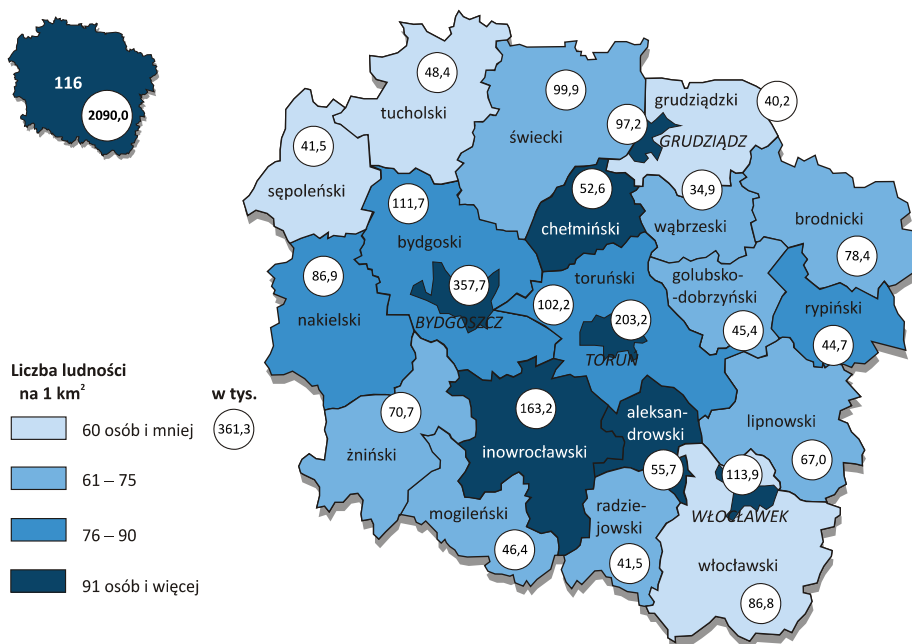 116
2090,0
48,4
tucholski
99,9
świecki
97,2
grudziądzki
40,2
GRUDZIĄDZ
41,5
sępoleński
111,7
bydgoski
52,6
chełmiński
34,9
wąbrzeski
brodnicki
78,4
86,9
nakielski
357,7
BYDGOSZCZ
102,2
toruński
203,2
TORUŃ
golubsko-
-dobrzyński
45,4
rypiński
44,7
Liczba ludności
na 1 km²
w tys.
361,3
60 osób i mniej
61 – 75
76 – 90
91 osób i więcej
70,7
żniński
163,2
inowrocławski
aleksan-
drowski
55,7
lipnowski
67,0
113,9
WŁOCŁAWEK
mogileński
46,4
radzie-
jowski
41,5
włocławski
86,8